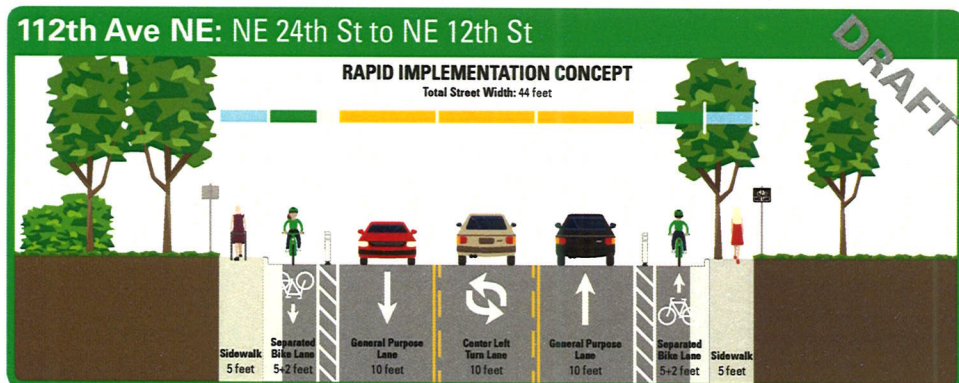 112th Ave NE: NE 24th St to NE 12th St
DRAFT
RAPID IMPLEMENTATION CONCEPT
Total Street Width: 44 feet
Sidewalk
5 feet
Separated
Bike Lane
5+2 feet
General Purpose
Lane
10 feet
Center Left
Turn Lane
10 feet
General Purpose
Lane
10 feet
Separated
Bike Lane
5+2 feet
Sidewalk
5 feet